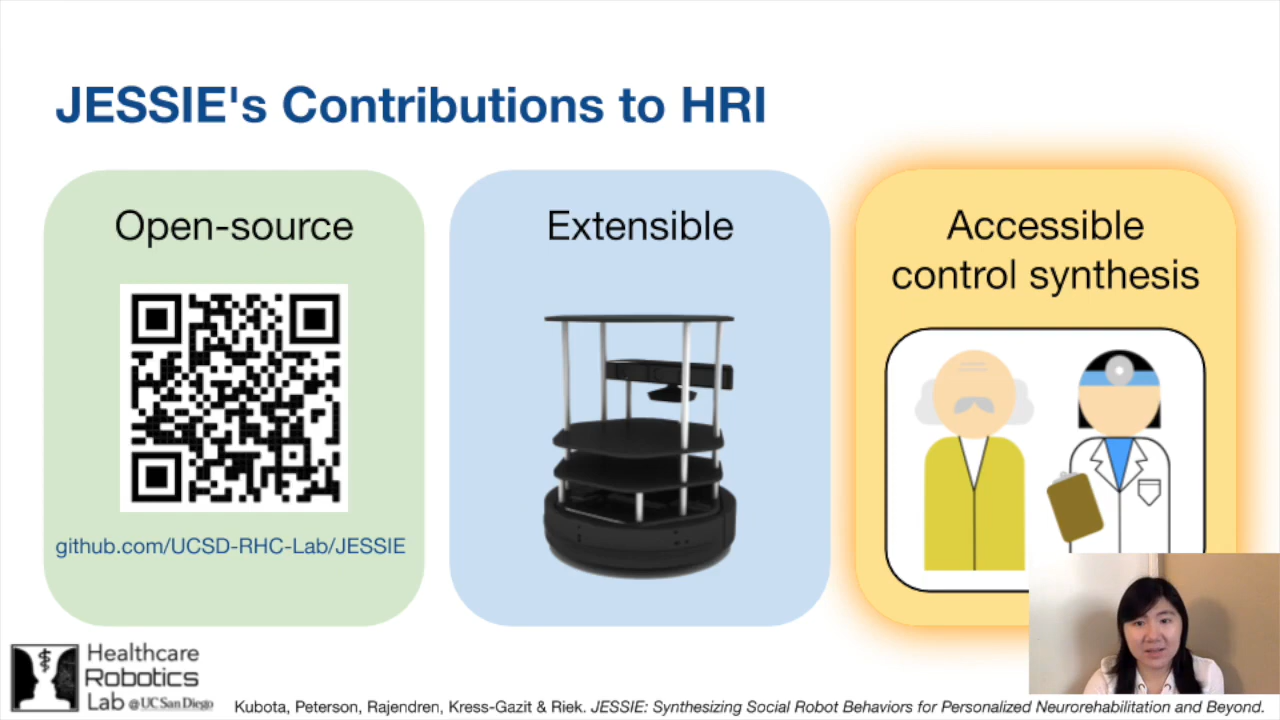 JESSIE's Contributions to HRI
Open-source
github.com/UCSD-RHC-Lab/JESSIE
Extensible
Accessible
control synthesis
Healthcare
Robotics
Lab @ UC San Diego
Kubota, Peterson, Rajendren, Kress-Gazit & Riek. JESSIE: Synthesizing Social Robot Behaviors for Personalized Neurorehabilitation and Beyond.